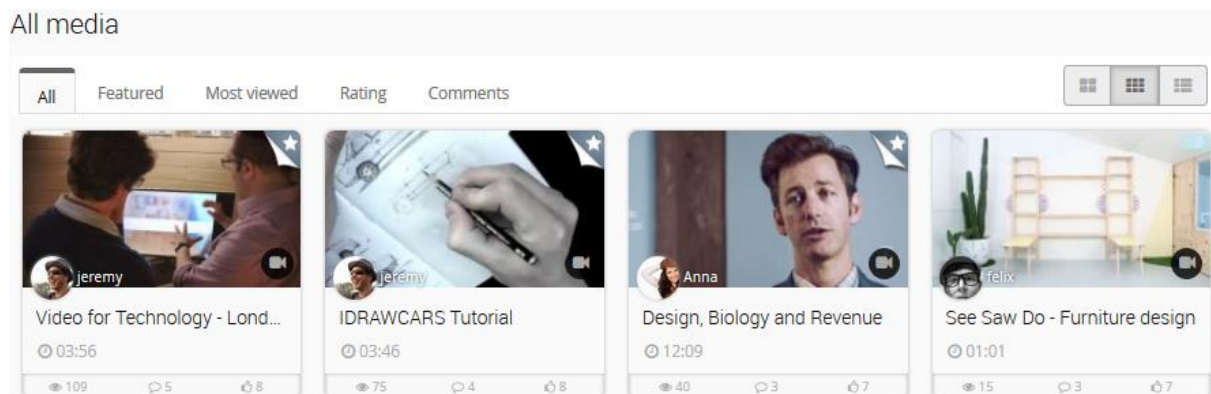 All media
All Featured Most viewed Rating Comments
jeremy
Video for Technology - Lond...
03:56
109 5 8
jeremy
IDRAWCARS Tutorial
03:46
75 4 8
Anna
Design, Biology and Revenue
12:09
40 3 7
felix
See Saw Do - Furniture design
01:01
15 3 7